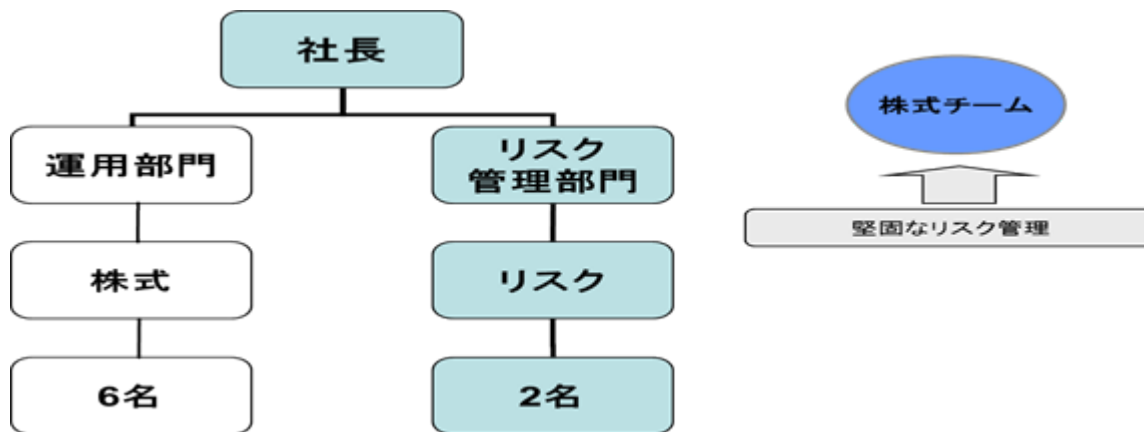 社長
運用部門
リスク
管理部門
株式
リスク
6名
2名
株式チーム
堅固なリスク管理